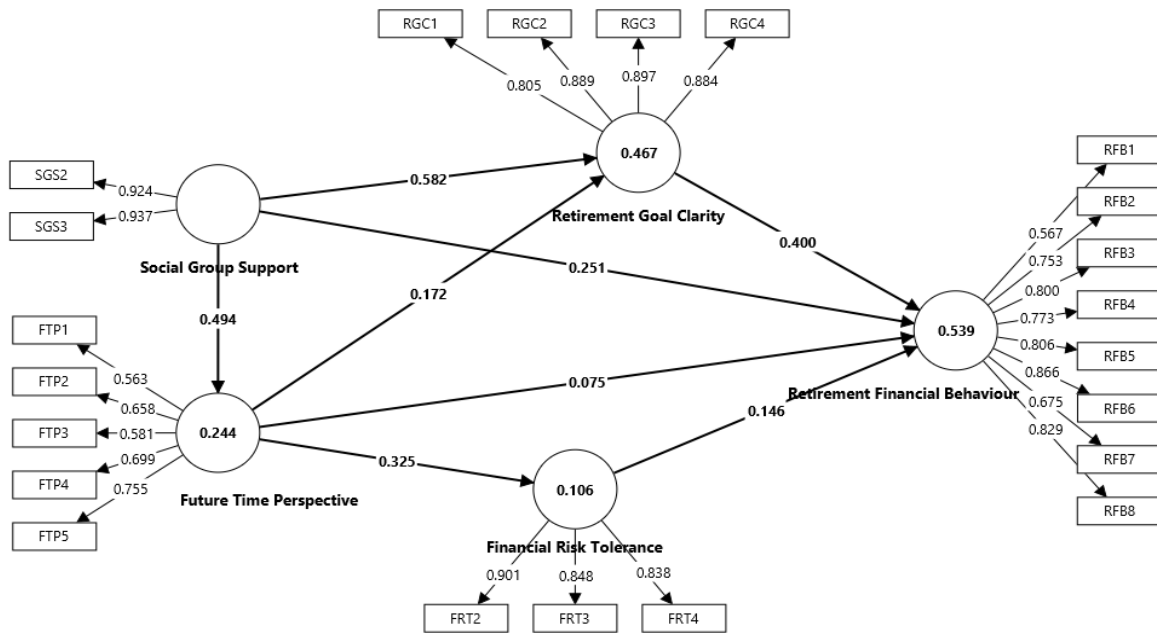 RGC1 RGC2 RGC3 RGC4
0.805 0.889 0.897 0.884
0.467
Retirement Goal Clarity
SGS2 0.924
SGS3 0.937
Social Group Support
0.582
0.400
0.251
0.172
0.494
FTP1 0.563
FTP2 0.658
FTP3 0.581
FTP4 0.699
FTP5 0.755
0.244
Future Time Perspective
0.075
0.325
0.146
0.106
Financial Risk Tolerance
0.901 0.848 0.838
FRT2 FRT3 FRT4
0.539
Retirement Financial Behaviour
0.567 RFB1
0.753 RFB2
0.800 RFB3
0.773 RFB4
0.806 RFB5
0.866 RFB6
0.675 RFB7
0.829 RFB8